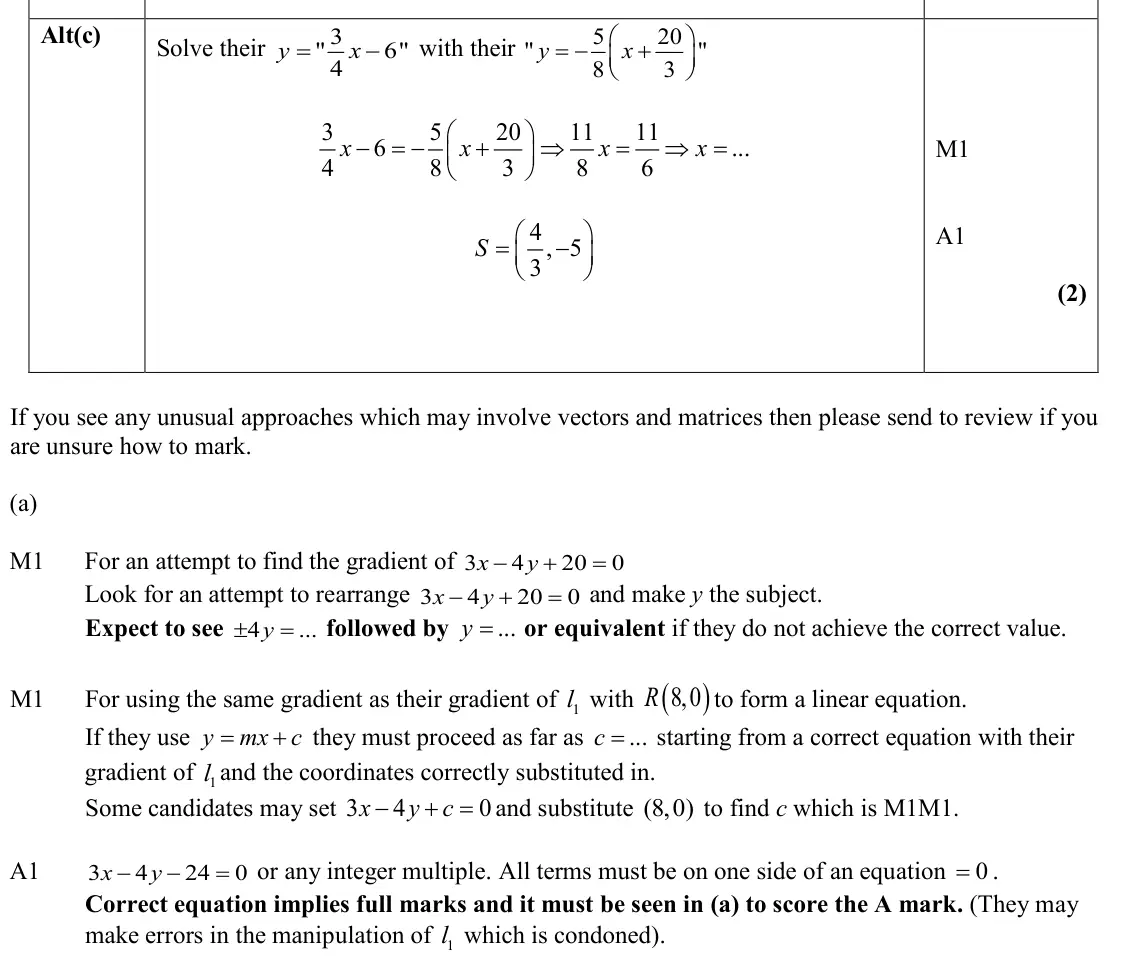 Alt(c)
Solve their y = "3/4 x − 6" with their "y = −5/8 (x + 20/3)"
3/4 x − 6 = −5/8 (x + 20/3) ⇒ 11/8 x = 11/6 ⇒ x = ...
M1
S = (4/3, −5)
A1
(2)
If you see any unusual approaches which may involve vectors and matrices then please send to review if you
are unsure how to mark.
(a)
M1 For an attempt to find the gradient of 3x − 4y + 20 = 0
Look for an attempt to rearrange 3x − 4y + 20 = 0 and make y the subject.
Expect to see ±4y = ... followed by y = ... or equivalent if they do not achieve the correct value.
M1 For using the same gradient as their gradient of l₁ with R(8,0) to form a linear equation.
If they use y = mx + c they must proceed as far as c = ... starting from a correct equation with their
gradient of l₁ and the coordinates correctly substituted in.
Some candidates may set 3x − 4y + c = 0 and substitute (8,0) to find c which is M1M1.
A1 3x − 4y − 24 = 0 or any integer multiple. All terms must be on one side of an equation = 0.
Correct equation implies full marks and it must be seen in (a) to score the A mark. (They may
make errors in the manipulation of l₁ which is condoned).